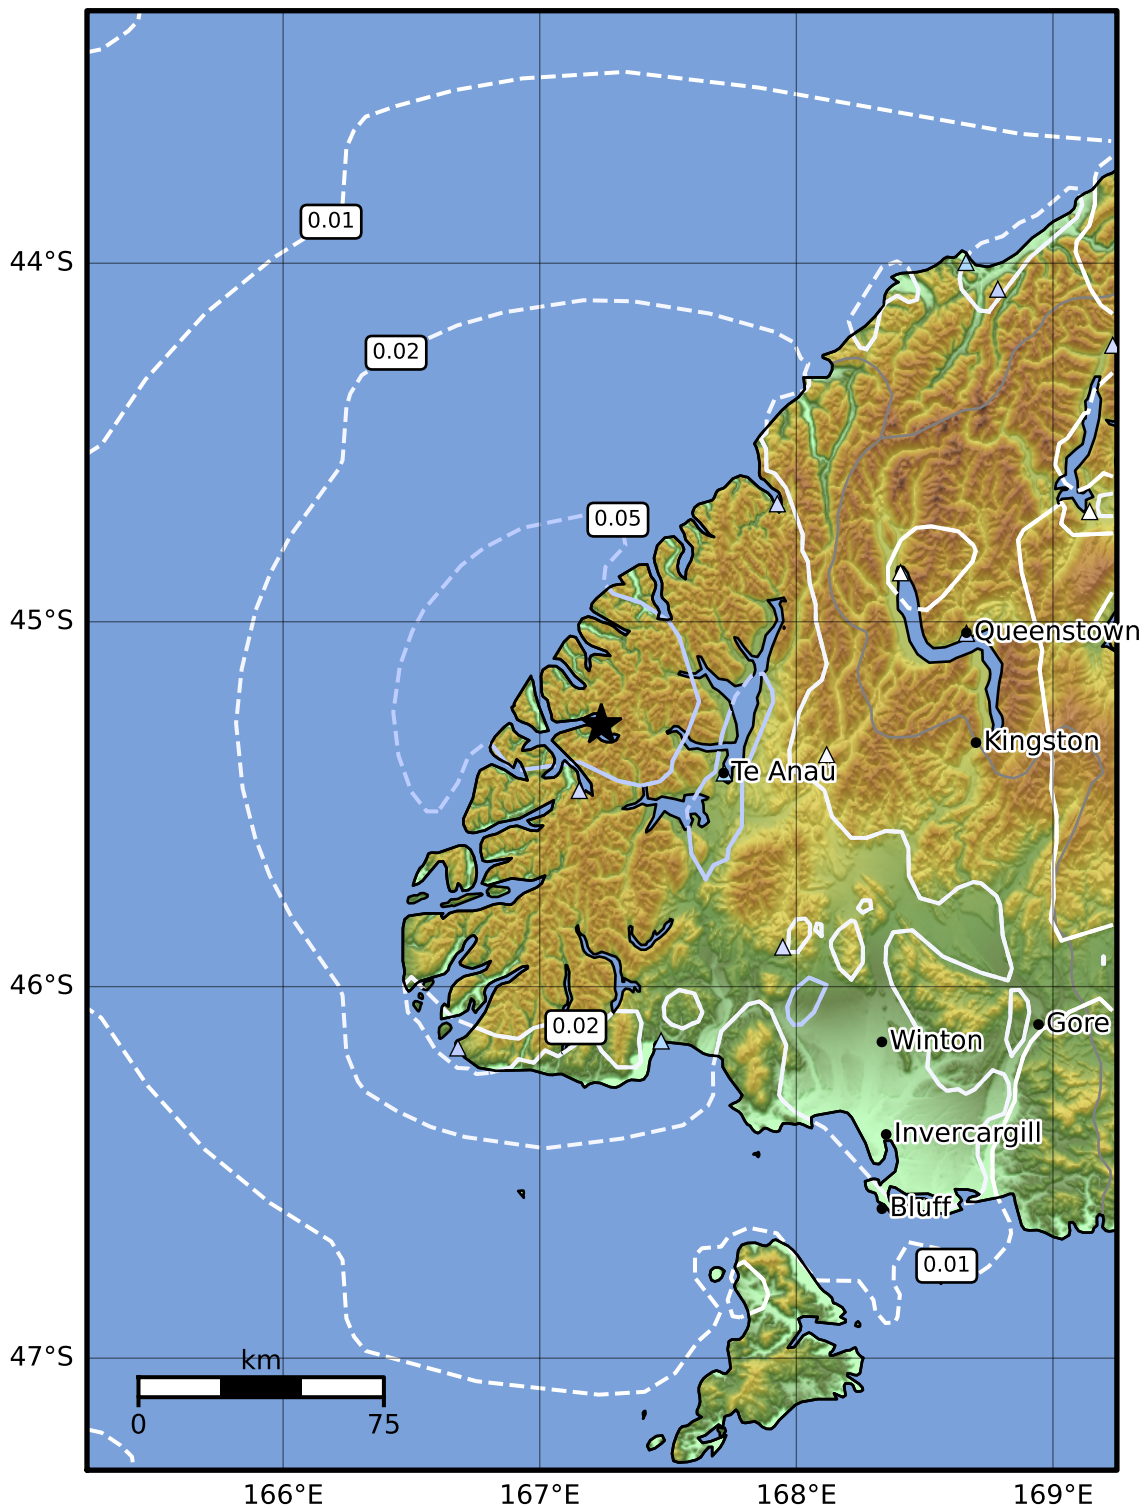 0.01
44°S
0.02
0.05
45°S
Queenstown
Kingston
Te Anau
46°S
0.02
Gore
Winton
Invercargill
Bluff
0.01
47°S
km
0 75
166°E 167°E 168°E 169°E